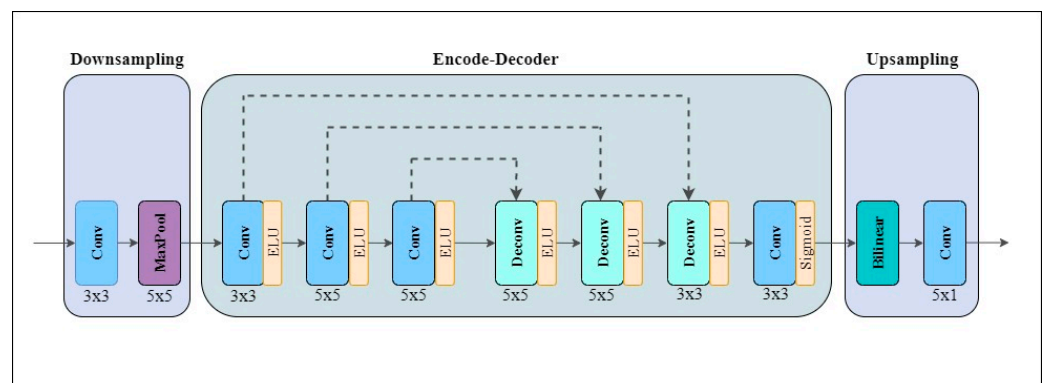 Downsampling
Encode-Decoder
Upsampling
Conv
MaxPool
Conv
ELU
Conv
ELU
Conv
ELU
Deconv
ELU
Deconv
ELU
Deconv
ELU
Conv
Sigmoid
Bilinear
Conv
3x3
5x5
3x3
5x5
5x5
5x5
5x5
3x3
3x3
5x1